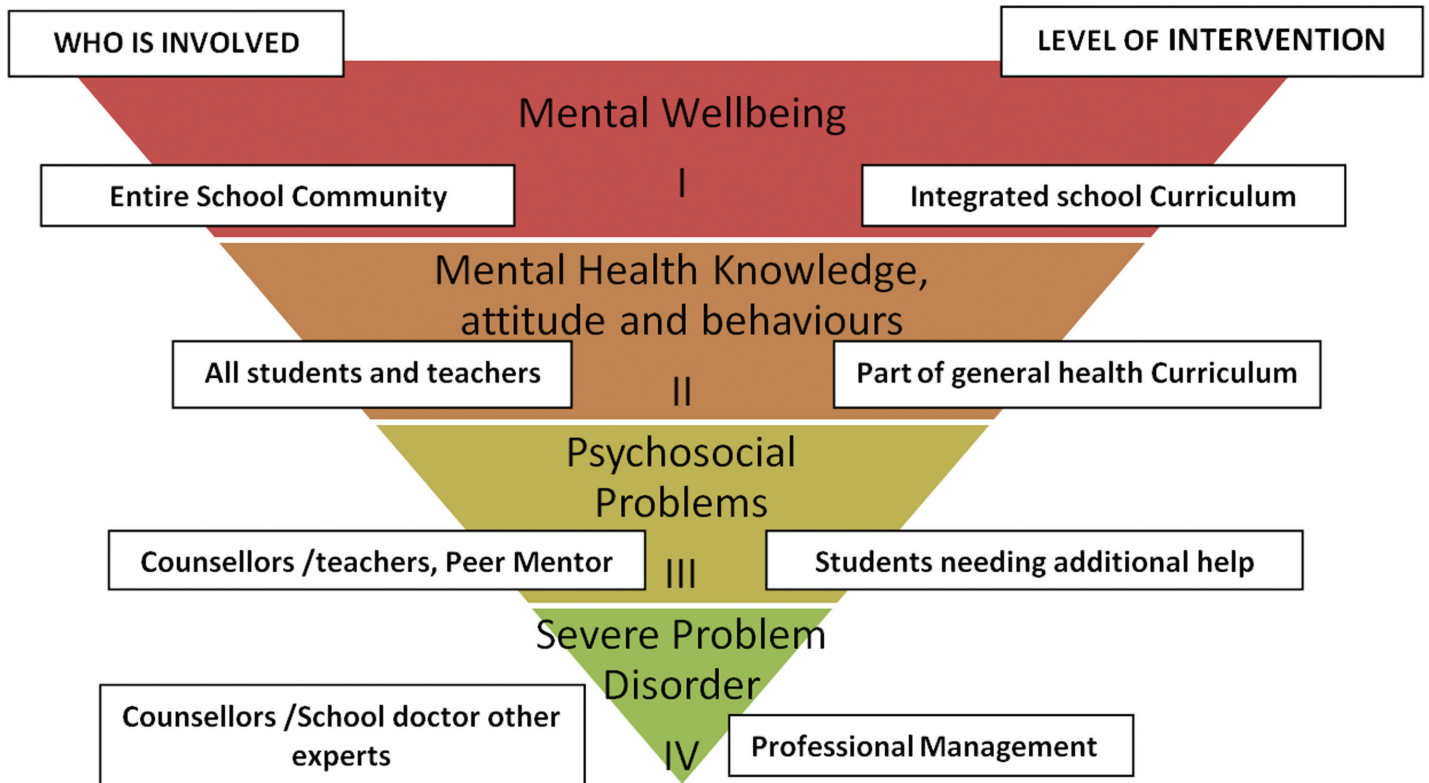 WHO IS INVOLVED
LEVEL OF INTERVENTION
Mental Wellbeing
I
Entire School Community
Integrated school Curriculum
Mental Health Knowledge,
attitude and behaviours
II
All students and teachers
Part of general health Curriculum
Psychosocial
Problems
III
Counsellors /teachers, Peer Mentor
Students needing additional help
Severe Problem
Disorder
IV
Counsellors /School doctor other
experts
Professional Management